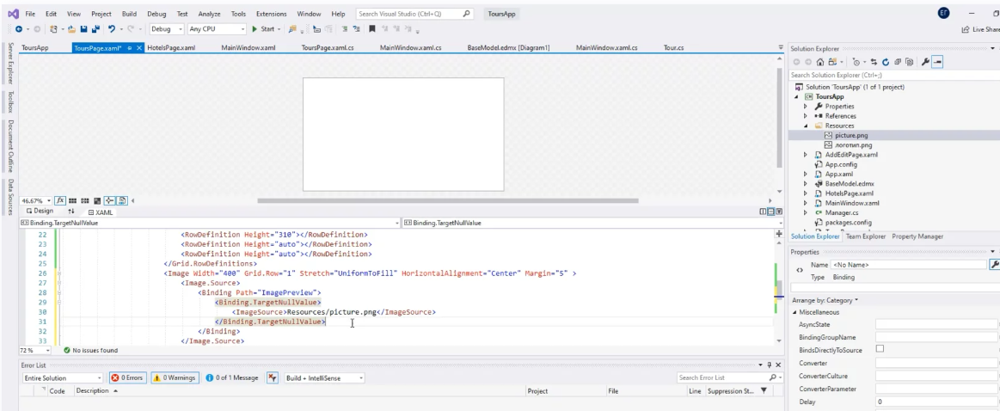 File Edit View Project Build Debug Test Analyze Tools Extensions Window Help Search Visual Studio (Ctrl+Q) ToursApp ЕГ
Debug Any CPU Start Live Share
ToursApp ToursPage.xaml* HotelsPage.xaml MainWindow.xaml ToursPage.xaml.cs MainWindow.xaml.cs BaseModel.edmx [Diagram1] MainWindow.xaml.cs Tour.cs
Server Explorer
Toolbox
Document Outline
Data Sources
46.67%
Design XAML
Binding.TargetNullValue Binding.TargetNullValue
22 <RowDefinition Height="310"></RowDefinition>
23 <RowDefinition Height="auto"></RowDefinition>
24 <RowDefinition Height="auto"></RowDefinition>
25 </Grid.RowDefinitions>
26 <Image Width="400" Grid.Row="1" Stretch="UniformToFill" HorizontalAlignment="Center" Margin="5" >
27 <Image.Source>
28 <Binding Path="ImagePreview">
29 <Binding.TargetNullValue>
30 <ImageSource>Resources/picture.png</ImageSource>
31 </Binding.TargetNullValue>
32 </Binding>
33 </Image.Source>
72 % No issues found
Error List
Entire Solution 0 Errors 0 Warnings 0 of 1 Message Build + IntelliSense Search Error List
Code Description Project File Line Suppression St...
Solution Explorer
Search Solution Explorer (Ctrl+;)
Solution 'ToursApp' (1 of 1 project)
ToursApp
Properties
References
Resources
picture.png
логотип.png
AddEditPage.xaml
App.config
App.xaml
BaseModel.edmx
HotelsPage.xaml
MainWindow.xaml
Manager.cs
packages.config
Solution Explorer Team Explorer Property Manager
Properties
Name <No Name>
Type Binding
Arrange by: Category
Miscellaneous
AsyncState
BindingGroupName
BindsDirectlyToSource
Converter
ConverterCulture
ConverterParameter
Delay 0